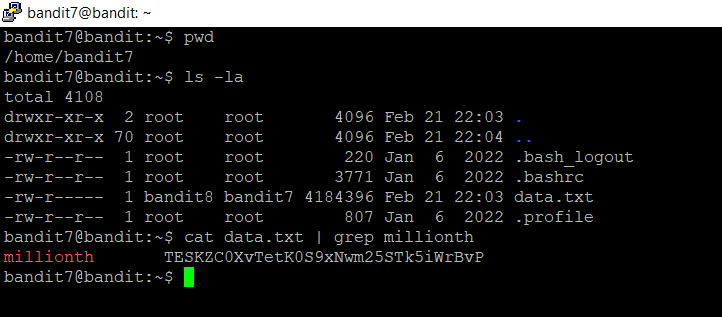 bandit7@bandit: ~
bandit7@bandit:~$ pwd
/home/bandit7
bandit7@bandit:~$ ls -la
total 4108
drwxr-xr-x  2 root    root       4096 Feb 21 22:03 .
drwxr-xr-x 70 root    root       4096 Feb 21 22:04 ..
-rw-r--r--  1 root    root        220 Jan  6  2022 .bash_logout
-rw-r--r--  1 root    root       3771 Jan  6  2022 .bashrc
-rw-r-----  1 bandit8 bandit7 4184396 Feb 21 22:03 data.txt
-rw-r--r--  1 root    root        807 Jan  6  2022 .profile
bandit7@bandit:~$ cat data.txt | grep millionth
millionth       TESKZC0XvTetK0S9xNwm25STk5iWrBvP
bandit7@bandit:~$